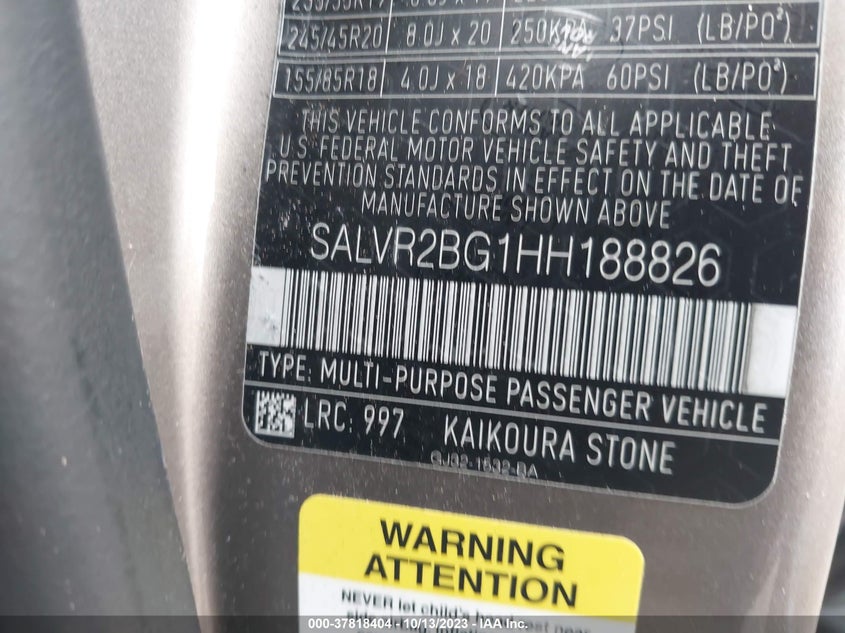 245/45R20 8.0J x 20 250KPA 37PSI (LB/PO²)
155/85R18 4.0J x 18 420KPA 60PSI (LB/PO²)
THIS VEHICLE CONFORMS TO ALL APPLICABLE
U.S. FEDERAL MOTOR VEHICLE SAFETY AND THEFT
PREVENTION STANDARDS IN EFFECT ON THE DATE OF
MANUFACTURE SHOWN ABOVE
SALVR2BG1HH188826
TYPE: MULTI-PURPOSE PASSENGER VEHICLE
LRC: 997 KAIKOURA STONE
WARNING
ATTENTION
NEVER let child's
000-37818404 - 10/13/2023 - IAA Inc.